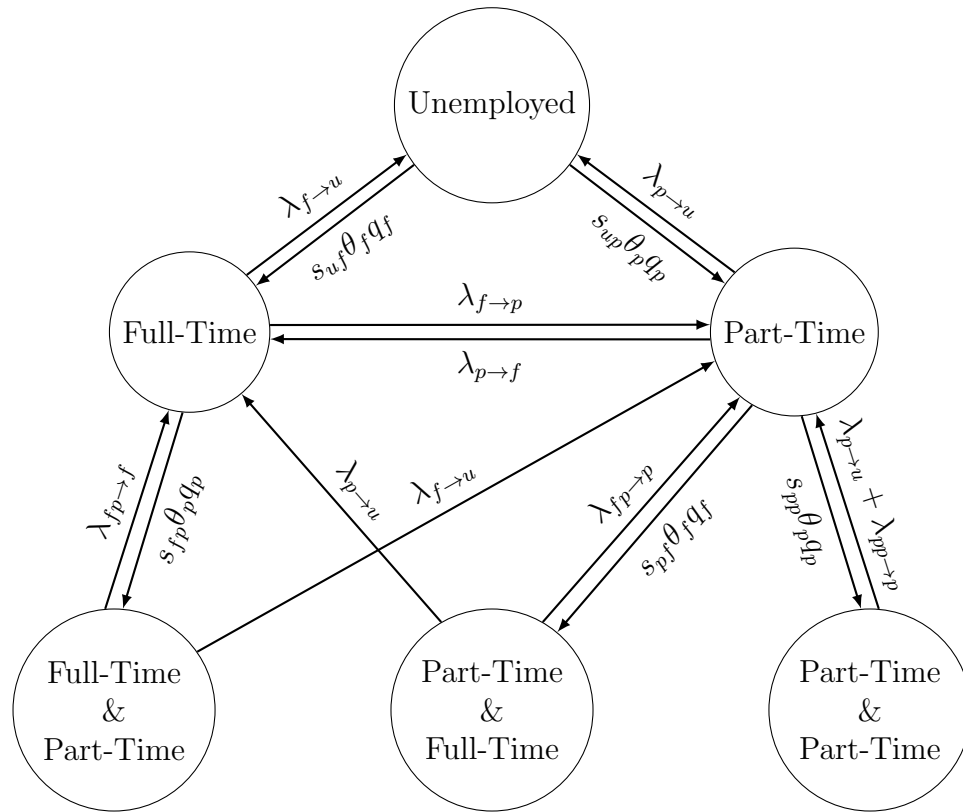 Unemployed
λ_{f→u}
s_{uf}θ_f q_f
λ_{p→u}
s_{up}θ_p q_p
Full-Time
λ_{f→p}
λ_{p→f}
Part-Time
λ_{fp→f}
s_{fp}θ_p q_p
λ_{p→u}
λ_{f→u}
λ_{fp→p}
s_{pf}θ_f q_f
s_{pp}θ_p q_p
λ_{p→u} + λ_{pp→p}
Full-Time
&
Part-Time
Part-Time
&
Full-Time
Part-Time
&
Part-Time